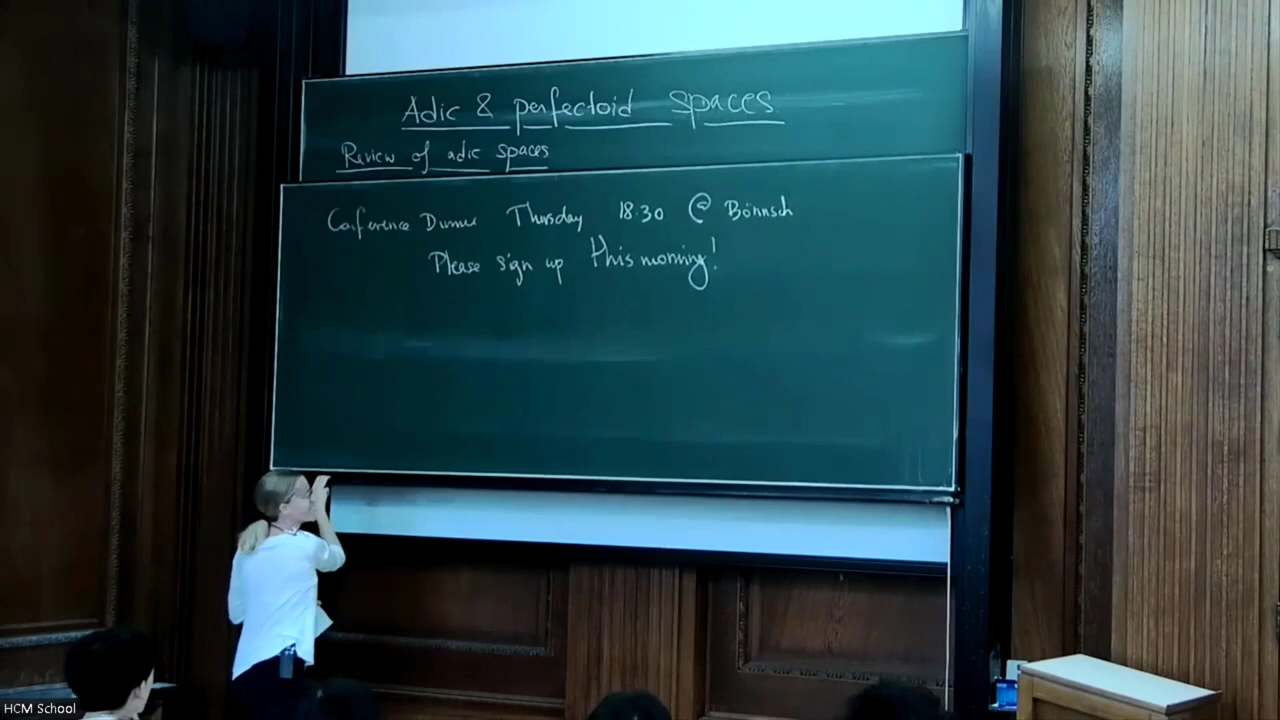 Adic & perfectoid spaces
Review of adic spaces
Conference Dinner Thursday 18:30 @ Bönnsch
Please sign up this morning!
HCM School